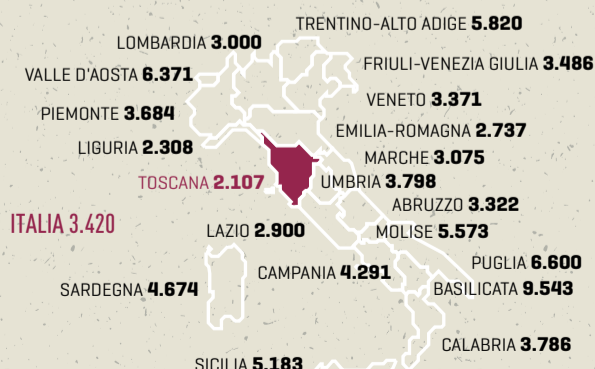 TRENTINO-ALTO ADIGE 5.820
LOMBARDIA 3.000
FRIULI-VENEZIA GIULIA 3.486
VALLE D'AOSTA 6.371
VENETO 3.371
PIEMONTE 3.684
EMILIA-ROMAGNA 2.737
LIGURIA 2.308
MARCHE 3.075
TOSCANA 2.107
UMBRIA 3.798
ABRUZZO 3.322
ITALIA 3.420
LAZIO 2.900
MOLISE 5.573
PUGLIA 6.600
CAMPANIA 4.291
SARDEGNA 4.674
BASILICATA 9.543
CALABRIA 3.786
SICILIA 5.183